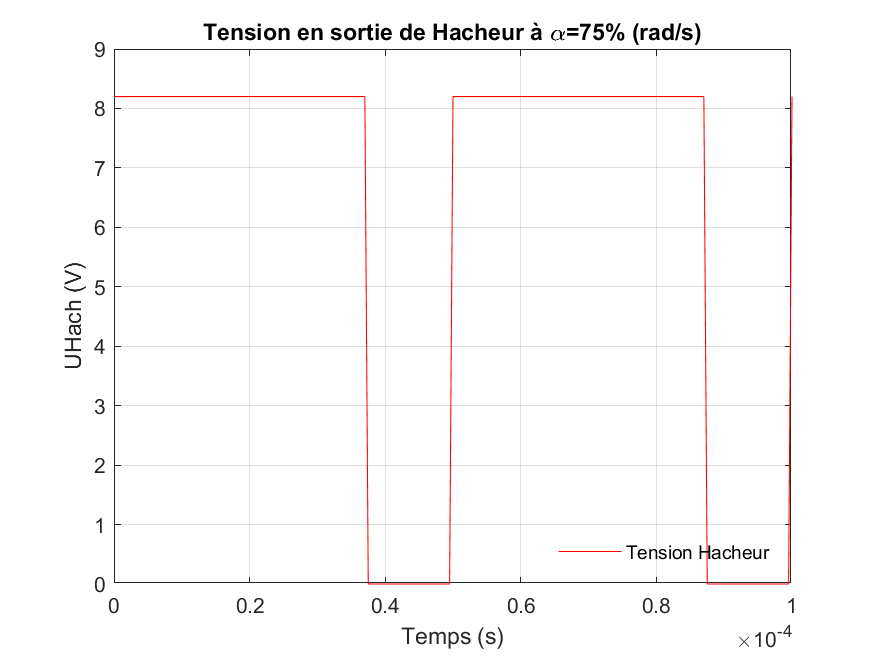 Tension en sortie de Hacheur à α=75% (rad/s)
9
8
7
6
5
4
3
2
1
0
UHach (V)
Tension Hacheur
0 0.2 0.4 0.6 0.8 1
Temps (s)
×10⁻⁴